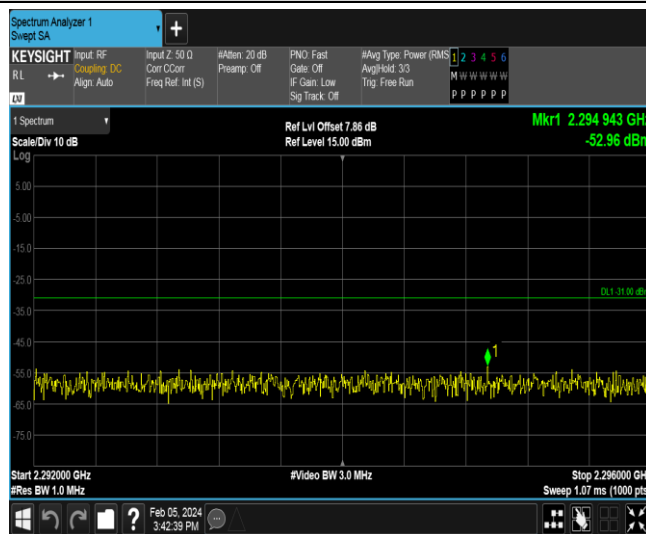 Spectrum Analyzer 1
Swept SA
+
KEYSIGHT Input: RF Input Z: 50 Ω #Atten: 20 dB PNO: Fast #Avg Type: Power (RMS 1 2 3 4 5 6
RL Coupling: DC Corr CCorr Preamp: Off Gate: Off Avg|Hold: 3/3 M W W W W W
Align: Auto Freq Ref: Int (S) IF Gain: Low Trig: Free Run
LXI Sig Track: Off P P P P P P
1 Spectrum Ref Lvl Offset 7.86 dB Mkr1 2.294 943 GHz
Scale/Div 10 dB Ref Level 15.00 dBm -52.96 dBm
Log
5.00
-5.00
-15.0
-25.0
DL1 -31.00 dBm
-35.0
-45.0
1
-55.0
-65.0
-75.0
Start 2.292000 GHz #Video BW 3.0 MHz Stop 2.296000 GHz
#Res BW 1.0 MHz Sweep 1.07 ms (1000 pts
? Feb 05, 2024
3:42:39 PM